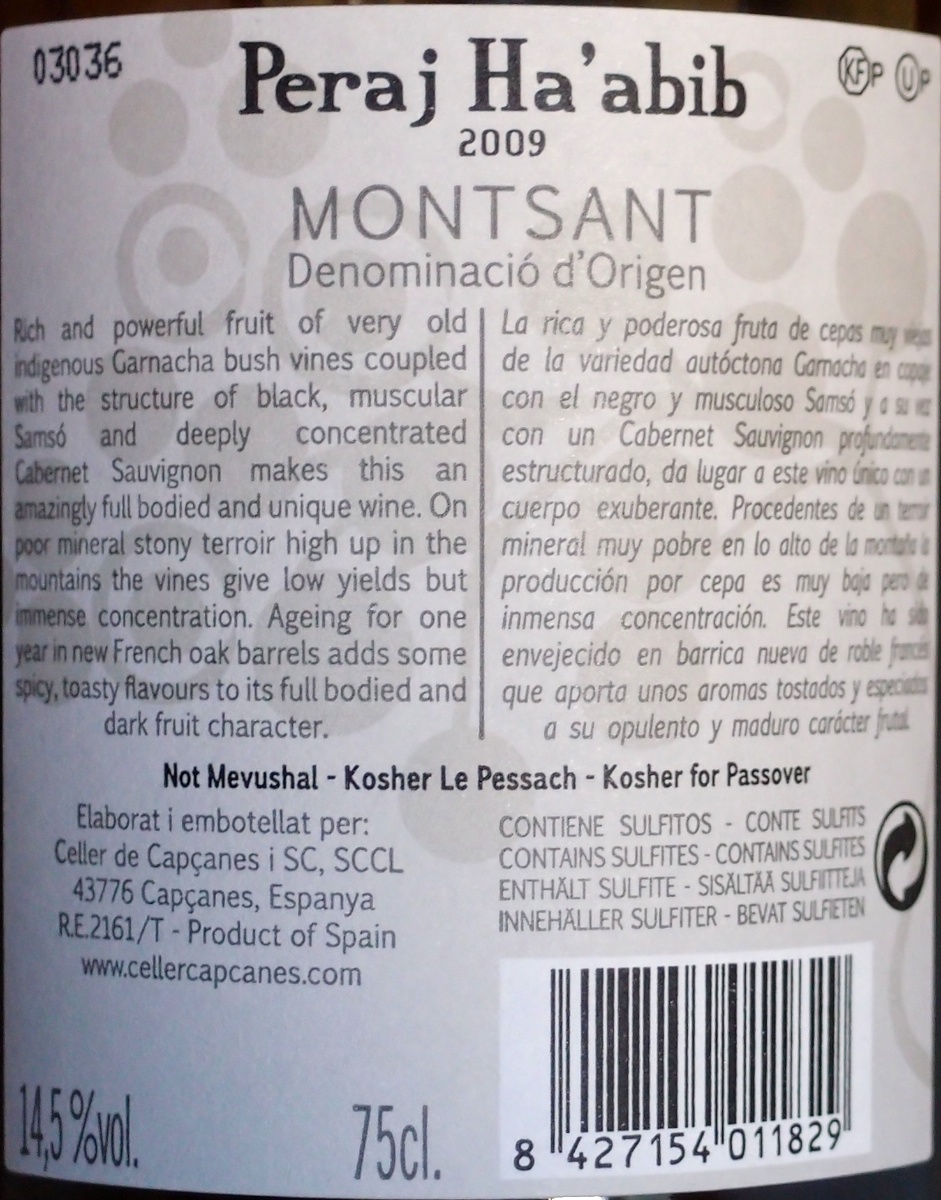 03036
Peraj Ha'abib
KF P U P
2009
MONTSANT
Denominació d'Origen
Rich and powerful fruit of very old
indigenous Garnacha bush vines coupled
with the structure of black, muscular
Samsó and deeply concentrated
Cabernet Sauvignon makes this an
amazingly full bodied and unique wine. On
poor mineral stony terroir high up in the
mountains the vines give low yields but
immense concentration. Ageing for one
year in new French oak barrels adds some
spicy, toasty flavours to its full bodied and
dark fruit character.
La rica y poderosa fruta de cepas muy viejas
de la variedad autóctona Garnacha en coupage
con el negro y musculoso Samsó y a su vez
con un Cabernet Sauvignon profundamente
estructurado, da lugar a este vino único con un
cuerpo exuberante. Procedentes de un terroir
mineral muy pobre en lo alto de la montaña la
producción por cepa es muy baja pero de
inmensa concentración. Este vino ha sido
envejecido en barrica nueva de roble francés
que aporta unos aromas tostados y especiados
a su opulento y maduro carácter frutal.
Not Mevushal - Kosher Le Pessach - Kosher for Passover
Elaborat i embotellat per:
Celler de Capçanes i SC, SCCL
43776 Capçanes, Espanya
R.E.2161/T - Product of Spain
www.cellercapcanes.com
CONTIENE SULFITOS - CONTE SULFITS
CONTAINS SULFITES - CONTAINS SULFITES
ENTHÄLT SULFITE - SISÄLTÄÄ SULFIITTEJA
INNEHÄLLER SULFITER - BEVAT SULFIETEN
14,5%vol.
75cl.
8 427154 011829